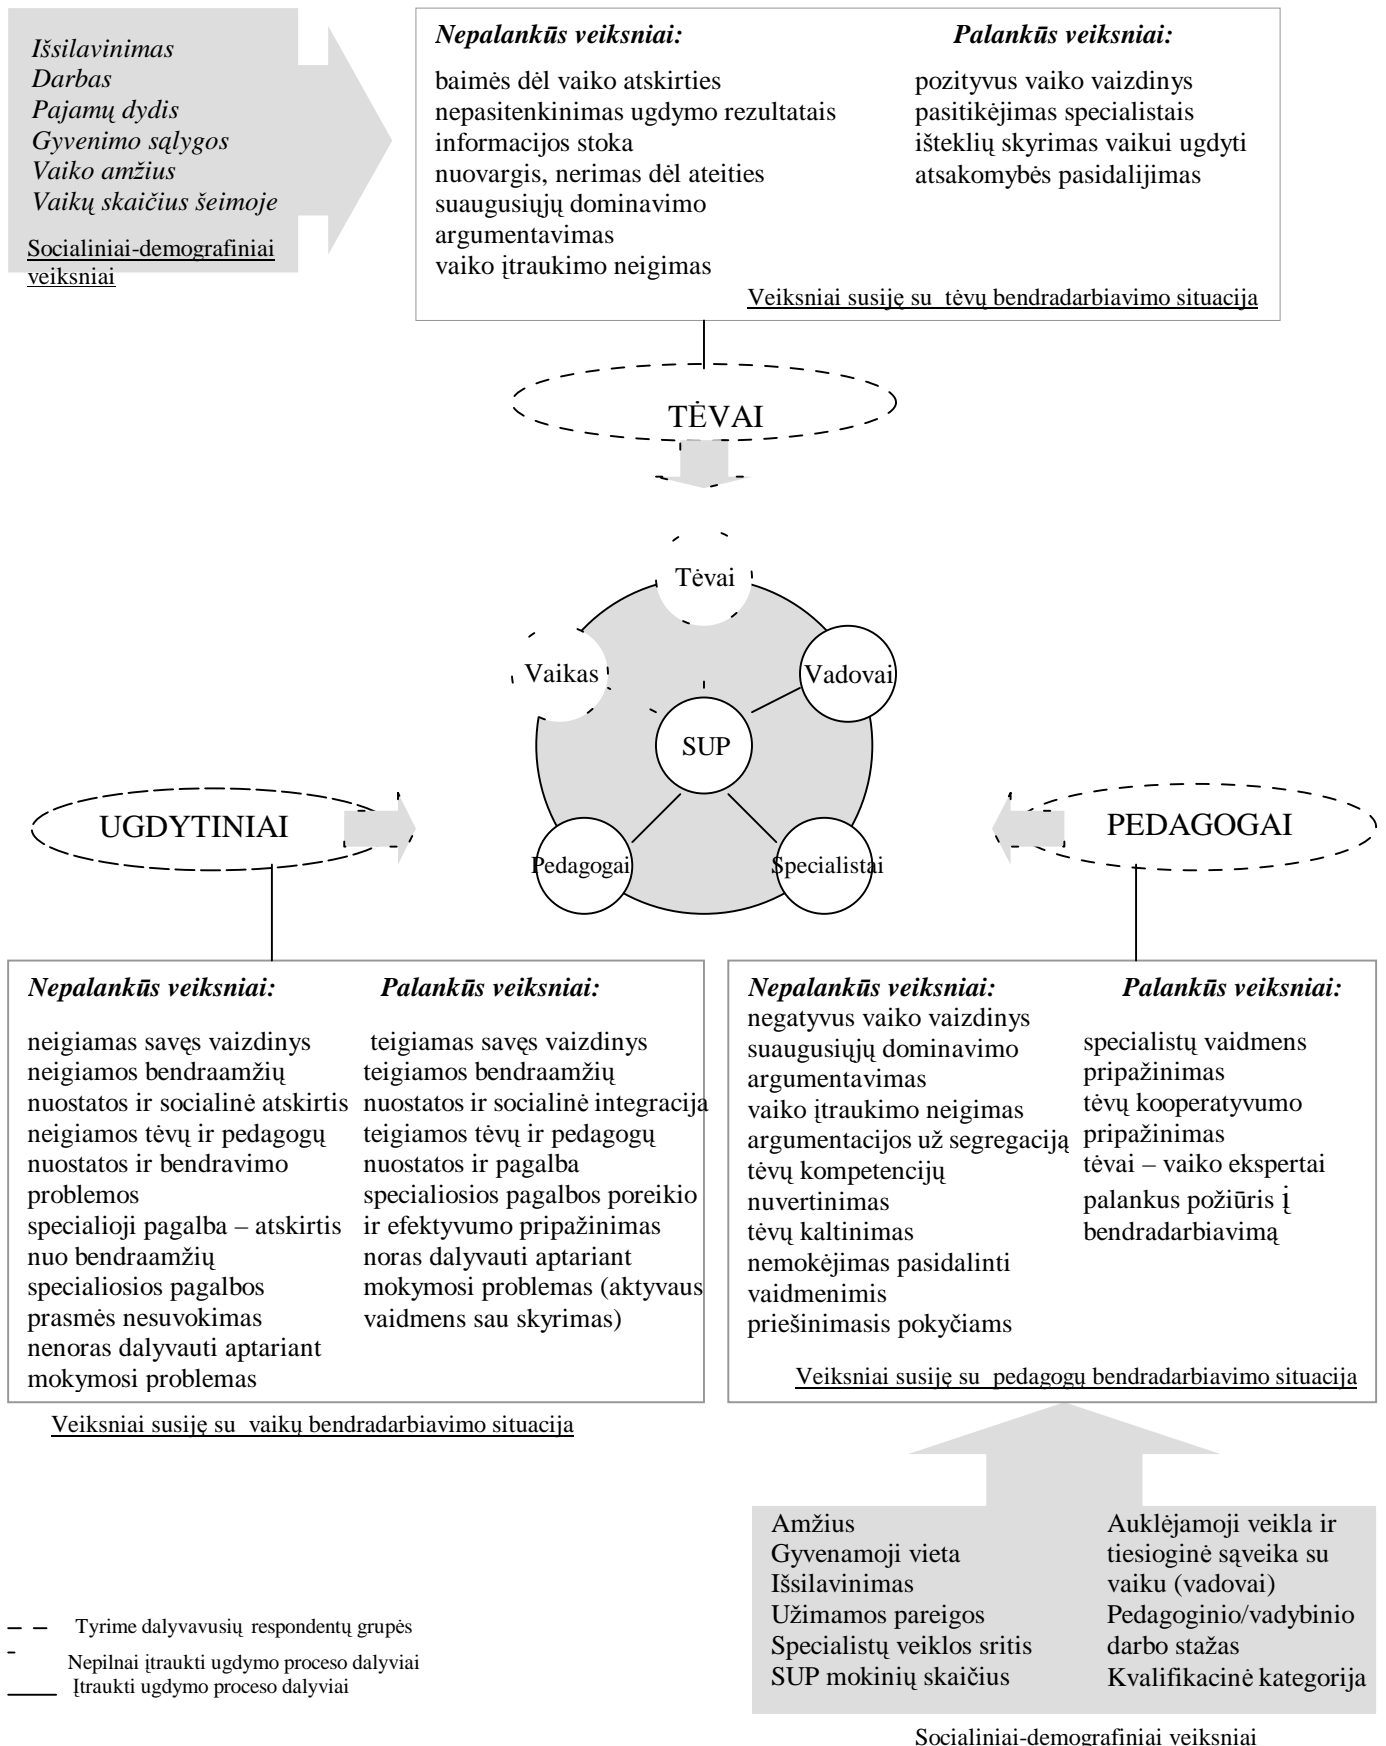 Išsilavinimas
Darbas
Pajamų dydis
Gyvenimo sąlygos
Vaiko amžius
Vaikų skaičius šeimoje
Socialiniai-demografiniai
veiksniai
Nepalankūs veiksniai:
baimės dėl vaiko atskirties
nepasitenkinimas ugdymo rezultatais
informacijos stoka
nuovargis, nerimas dėl ateities
suaugusiųjų dominavimo
argumentavimas
vaiko įtraukimo neigimas
Palankūs veiksniai:
pozityvus vaiko vaizdinys
pasitikėjimas specialistais
išteklių skyrimas vaikui ugdyti
atsakomybės pasidalijimas
Veiksniai susiję su tėvų bendradarbiavimo situacija
TĖVAI
Tėvai
Vaikas
Vadovai
SUP
Pedagogai
Specialistai
UGDYTINIAI
PEDAGOGAI
Nepalankūs veiksniai:
neigiamas savęs vaizdinys
neigiamos bendraamžių
nuostatos ir socialinė atskirtis
neigiamos tėvų ir pedagogų
nuostatos ir bendravimo
problemos
specialioji pagalba – atskirtis
nuo bendraamžių
specialiosios pagalbos
prasmės nesuvokimas
nenoras dalyvauti aptariant
mokymosi problemas
Palankūs veiksniai:
teigiamas savęs vaizdinys
teigiamos bendraamžių
nuostatos ir socialinė integracija
teigiamos tėvų ir pedagogų
nuostatos ir pagalba
specialiosios pagalbos poreikio
ir efektyvumo pripažinimas
noras dalyvauti aptariant
mokymosi problemas (aktyvaus
vaidmens sau skyrimas)
Veiksniai susiję su vaikų bendradarbiavimo situacija
Nepalankūs veiksniai:
negatyvus vaiko vaizdinys
suaugusiųjų dominavimo
argumentavimas
vaiko įtraukimo neigimas
argumentacijos už segregaciją
tėvų kompetencijų
nuvertinimas
tėvų kaltinimas
nemokėjimas pasidalinti
vaidmenimis
priešinimasis pokyčiams
Palankūs veiksniai:
specialistų vaidmens
pripažinimas
tėvų kooperatyvumo
pripažinimas
tėvai – vaiko ekspertai
palankus požiūris į
bendradarbiavimą
Veiksniai susiję su pedagogų bendradarbiavimo situacija
Amžius
Gyvenamoji vieta
Išsilavinimas
Užimamos pareigos
Specialistų veiklos sritis
SUP mokinių skaičius
Auklėjamoji veikla ir
tiesioginė sąveika su
vaiku (vadovai)
Pedagoginio/vadybinio
darbo stažas
Kvalifikacinė kategorija
Socialiniai-demografiniai veiksniai
Tyrime dalyvavusių respondentų grupės
Nepilnai įtraukti ugdymo proceso dalyviai
Įtraukti ugdymo proceso dalyviai